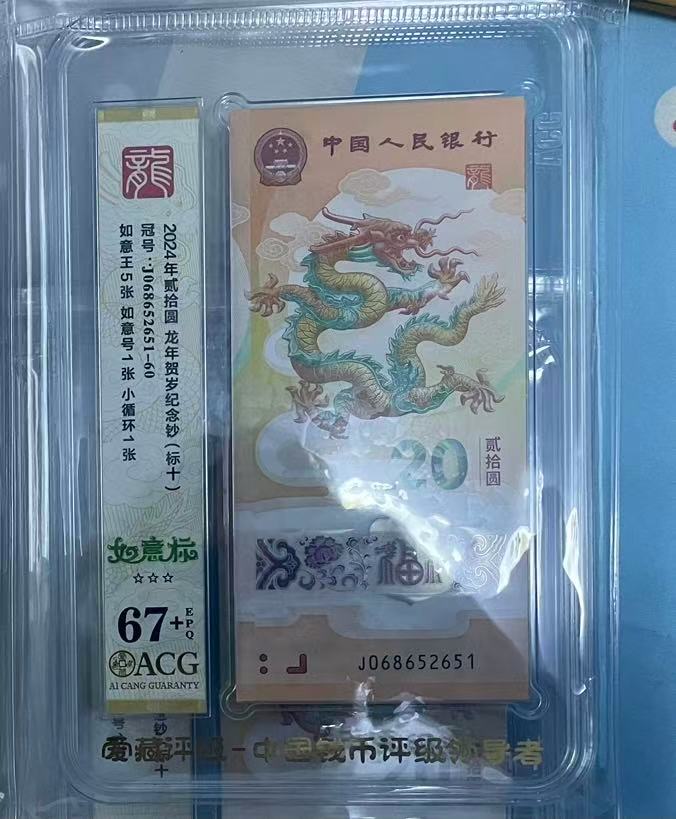 龍
2024年贰拾圆 龙年贺岁纪念钞(标十)
冠号:J068652651-60
如意王5张 如意号1张 小循环1张
如意标
☆☆☆
67+EPQ
ACG
AI CANG GUARANTY
中国人民银行
龍
20
贰拾圆
福
J068652651
爱藏评级-中国钱币评级领导者